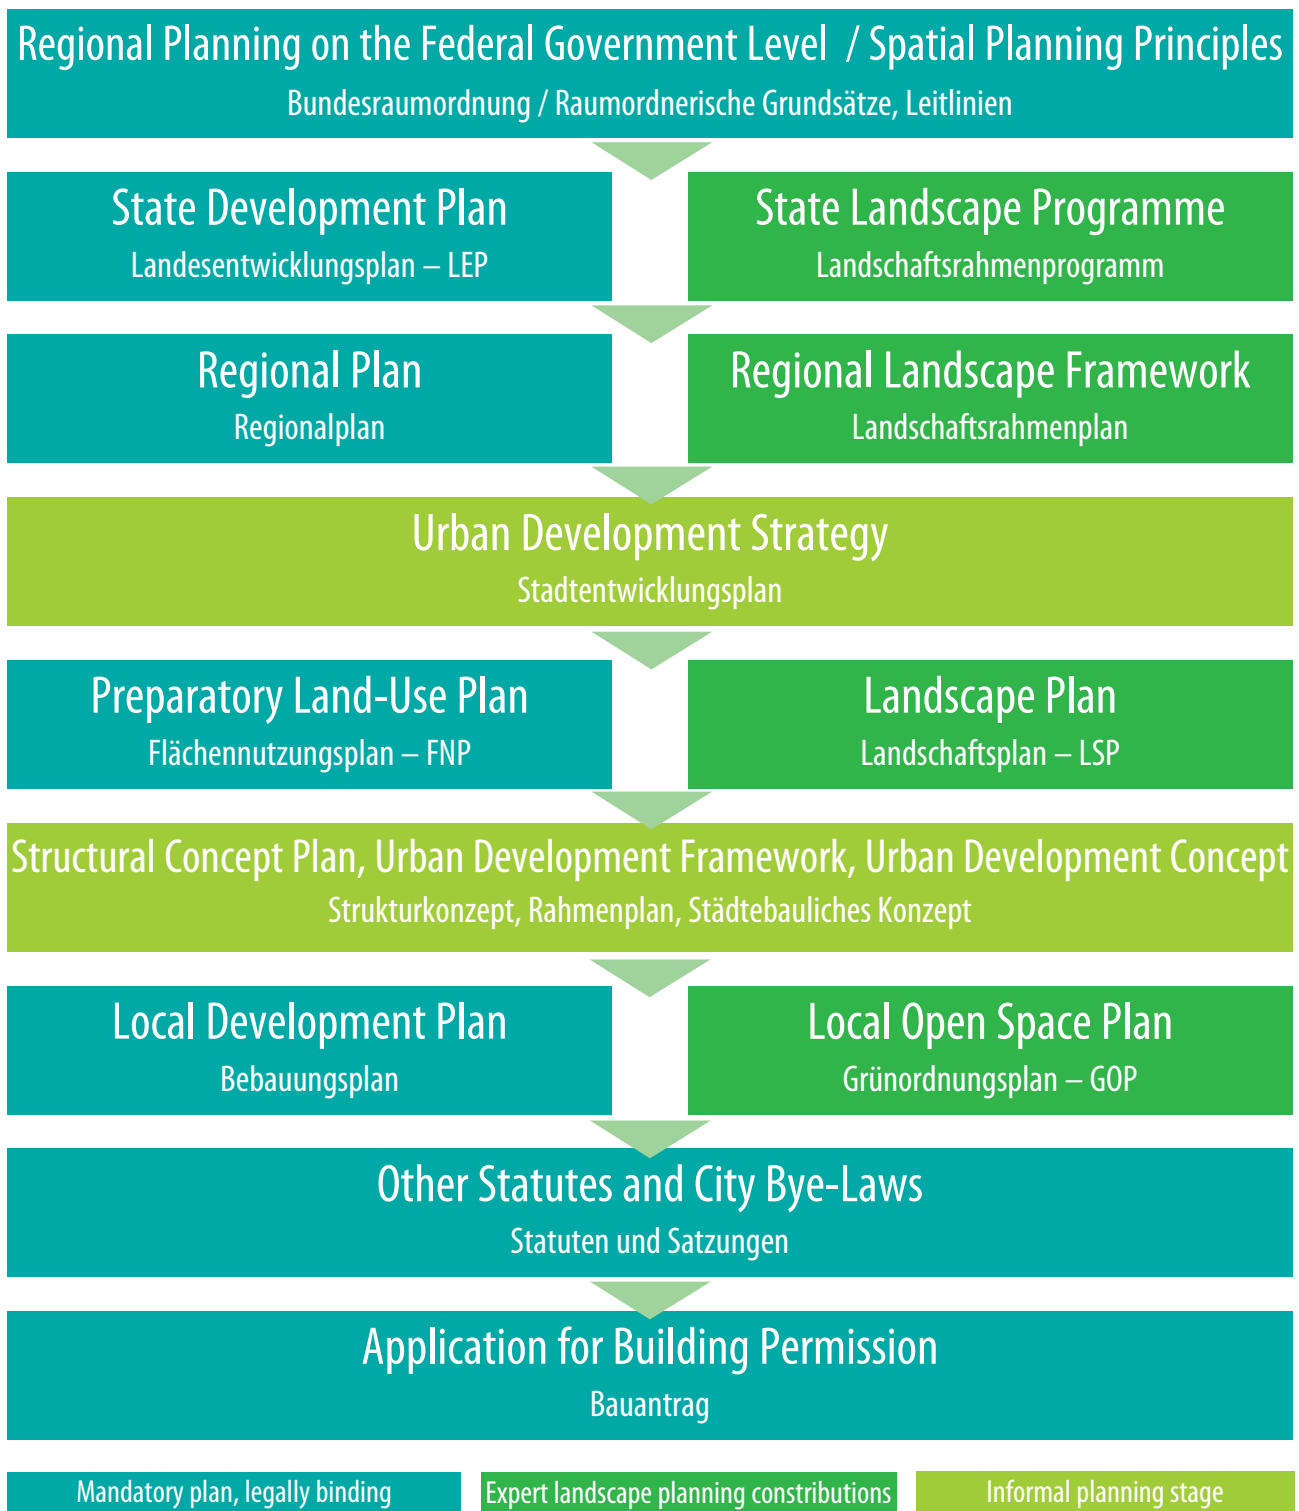 Regional Planning on the Federal Government Level / Spatial Planning Principles
Bundesraumordnung / Raumordnerische Grundsätze, Leitlinien
State Development Plan
Landesentwicklungsplan – LEP
State Landscape Programme
Landschaftsrahmenprogramm
Regional Plan
Regionalplan
Regional Landscape Framework
Landschaftsrahmenplan
Urban Development Strategy
Stadtentwicklungsplan
Preparatory Land-Use Plan
Flächennutzungsplan – FNP
Landscape Plan
Landschaftsplan – LSP
Structural Concept Plan, Urban Development Framework, Urban Development Concept
Strukturkonzept, Rahmenplan, Städtebauliches Konzept
Local Development Plan
Bebauungsplan
Local Open Space Plan
Grünordnungsplan – GOP
Other Statutes and City Bye-Laws
Statuten und Satzungen
Application for Building Permission
Bauantrag
Mandatory plan, legally binding
Expert landscape planning constributions
Informal planning stage